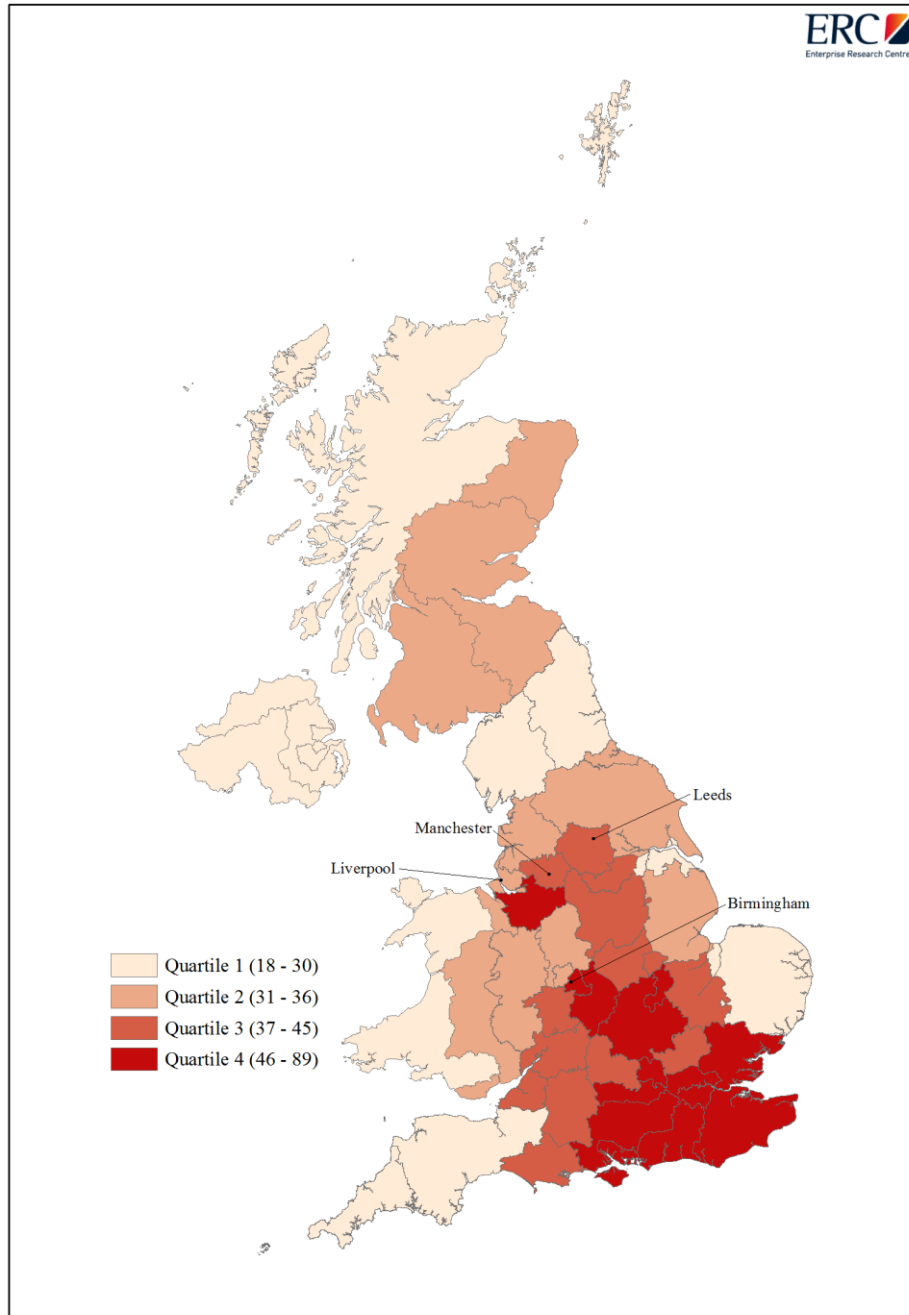 ERC
Enterprise Research Centre
Leeds
Manchester
Liverpool
Birmingham
Quartile 1 (18 - 30)
Quartile 2 (31 - 36)
Quartile 3 (37 - 45)
Quartile 4 (46 - 89)